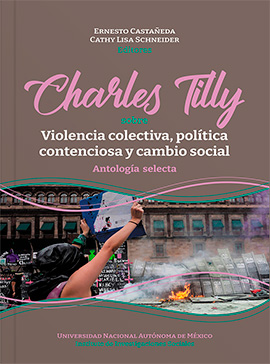 ERNESTO CASTAÑEDA
CATHY LISA SCHNEIDER
Charles Tilly
Violencia colectiva, política
contenciosa y cambio social
Antología selecta
UNIVERSIDAD NACIONAL AUTÓNOMA DE MÉXICO